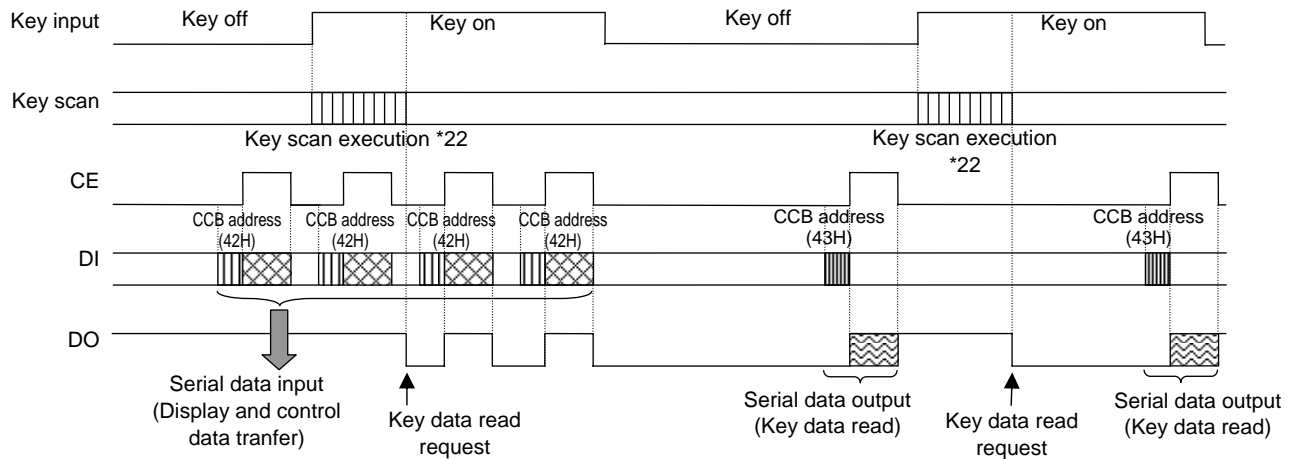 Key input
Key off
Key on
Key off
Key on
Key scan
Key scan execution *22
Key scan execution
*22
CE
CCB address
(42H)
CCB address
(42H)
CCB address
(42H)
CCB address
(42H)
CCB address
(43H)
CCB address
(43H)
DI
DO
Serial data input
(Display and control
data tranfer)
Key data read
request
Serial data output
(Key data read)
Key data read
request
Serial data output
(Key data read)